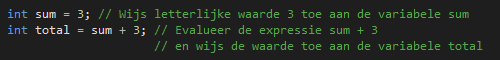 int sum = 3; // Wijs letterlijke waarde 3 toe aan de variabele sum
int total = sum + 3; // Evalueer de expressie sum + 3
// en wijs de waarde toe aan de variabele total